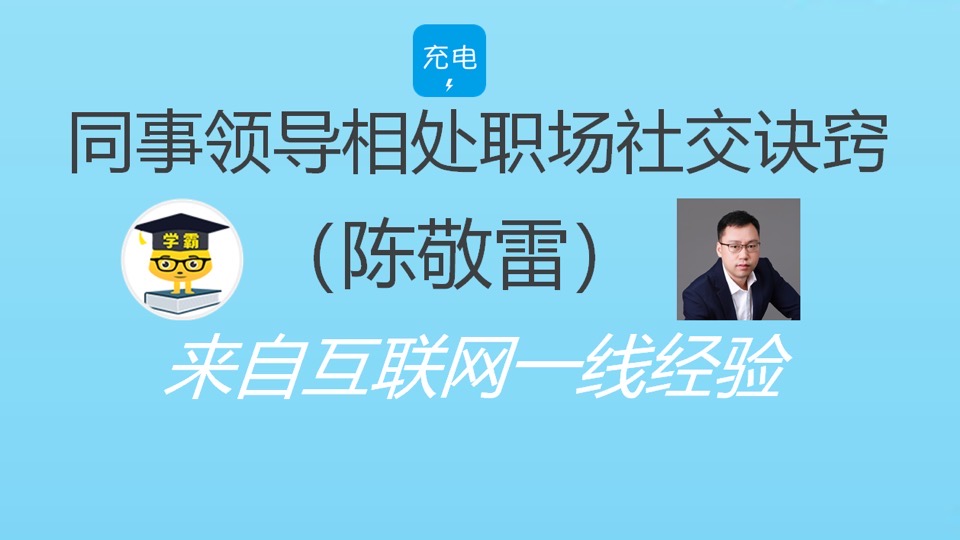 充电
同事领导相处职场社交诀窍
学霸
（陈敬雷）
来自互联网一线经验